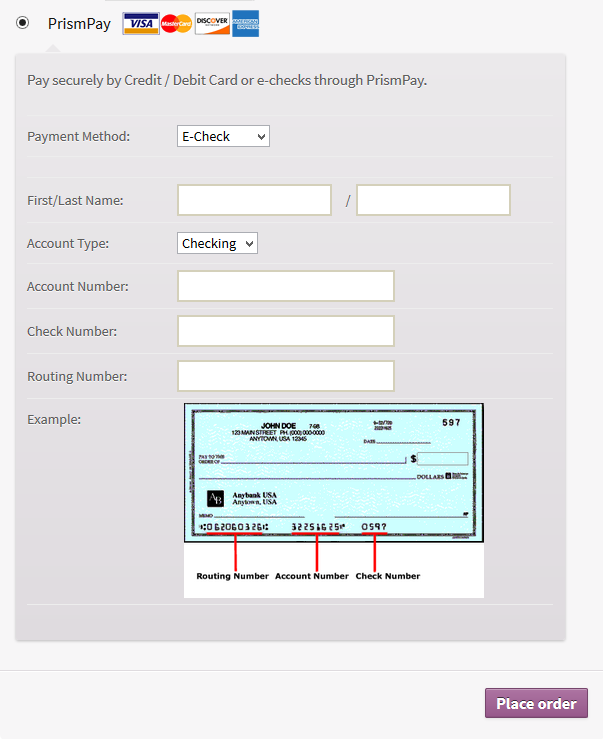 PrismPay VISA MasterCard DISCOVER AMERICAN EXPRESS
Pay securely by Credit / Debit Card or e-checks through PrismPay.
Payment Method: E-Check
First/Last Name: /
Account Type: Checking
Account Number:
Check Number:
Routing Number:
Example:
JOHN DOE 7-98
123 MAIN STREET PH. (000) 000-0000
ANYTOWN, USA 12345
597
DATE
PAY TO THE
ORDER OF $
DOLLARS
AB Anybank USA
Anytown, USA
MEMO
⑆062060326⑆ 32251625⑈ 0597
Routing Number Account Number Check Number
Place order